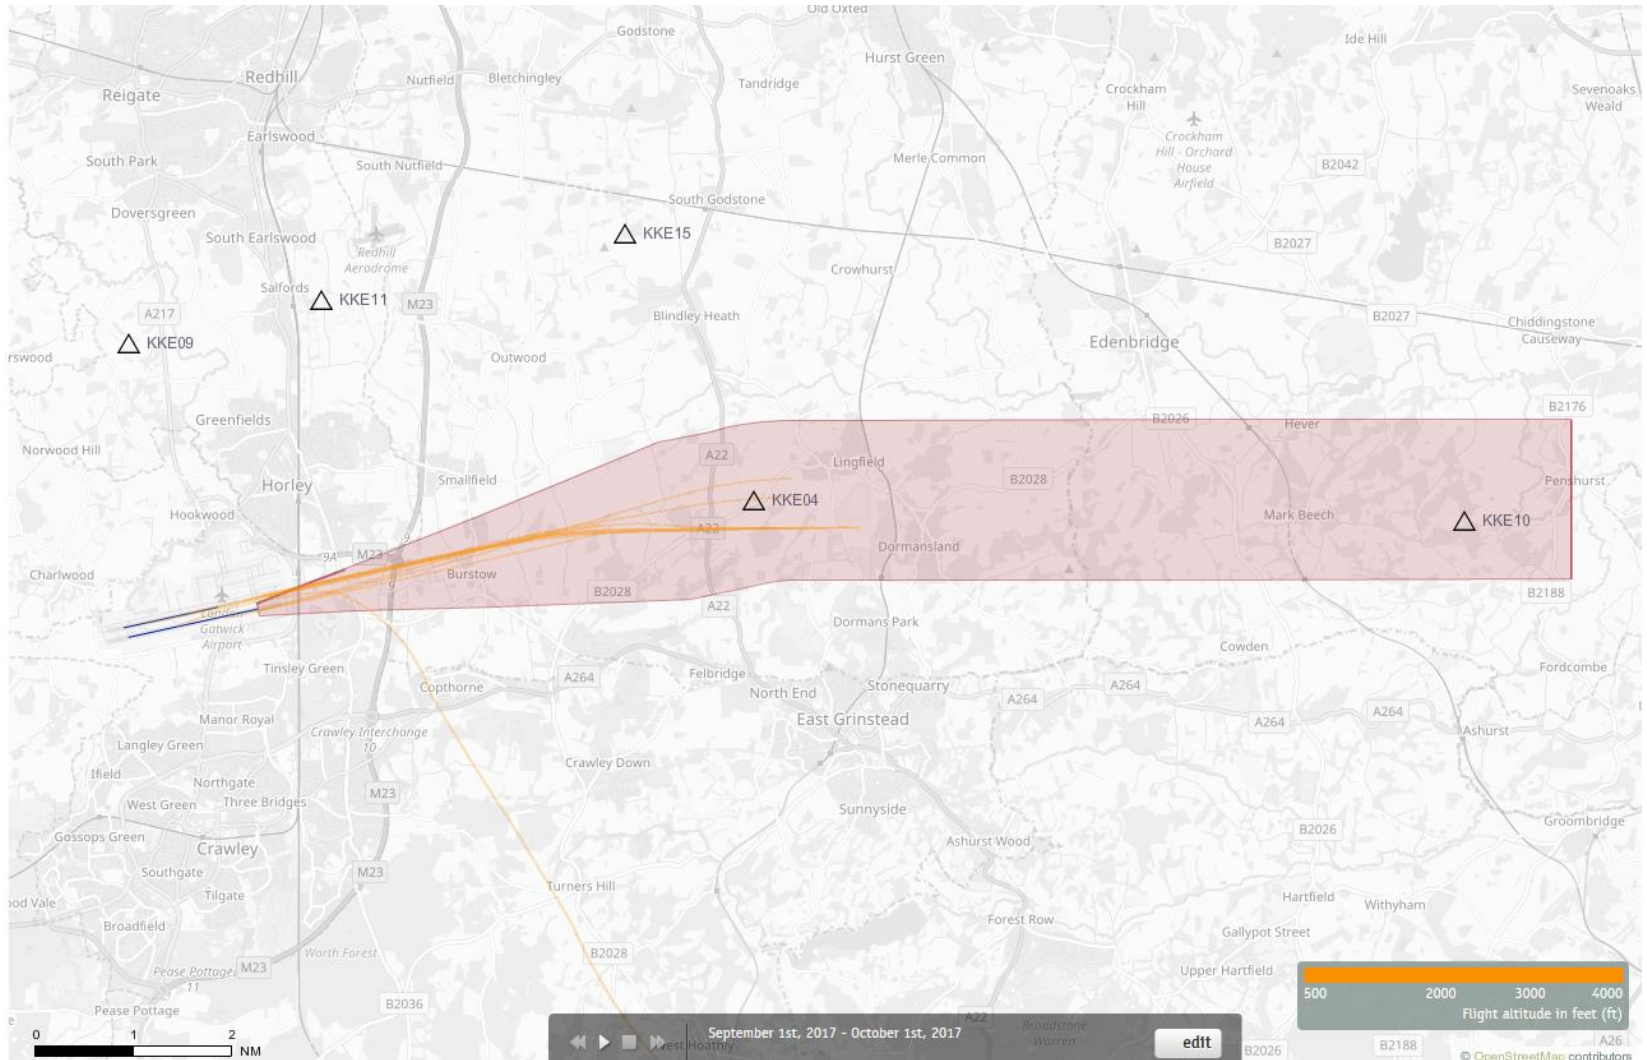 Old Oxted
Godstone
Ide Hill
Hurst Green
Redhill
Nutfield
Bletchingley
Tandridge
Reigate
Crockham
Hill
Sevenoaks
Weald
Earlswood
Crockham
Hill - Orchard
House
Airfield
South Park
South Nutfield
Merle Common
B2042
South Godstone
Doversgreen
South Earlswood
KKE15
B2027
Redhill
Aerodrome
Crowhurst
Salfords
KKE11
M23
A217
Blindley Heath
B2027
Chiddingstone
Causeway
KKE09
rswood
Outwood
Edenbridge
B2176
Greenfields
B2026
Hever
Norwood Hill
A22
Lingfield
Horley
Smallfield
B2028
Penshurst
KKE04
Hookwood
Mark Beech
KKE10
A22
9
9A
M23
Dormansland
Charlwood
Burstow
B2028
B2188
London
Gatwick
Airport
A22
Dormans Park
Cowden
Tinsley Green
Fordcombe
Copthorne
A264
Felbridge
North End
Stonequarry
A264
A264
Manor Royal
East Grinstead
A264
A264
Crawley Interchange
10
Ashurst
Langley Green
Crawley Down
Ifield
Northgate
M23
West Green
Three Bridges
Sunnyside
Groombridge
Gossops Green
B2026
Crawley
Ashurst Wood
Southgate
M23
Tilgate
Turners Hill
Hartfield
Withyham
ood Vale
Broadfield
Forest Row
Gallypot Street
Worth Forest
B2028
Pease Pottage
11
M23
Upper Hartfield
500 2000 3000 4000
Flight altitude in feet (ft)
Pease Pottage
B2036
A22
Broadstone
Warren
September 1st, 2017 - October 1st, 2017
edit
0 1 2
NM
est Hoathly
B2026
B2188
A26
© OpenStreetMap contributors